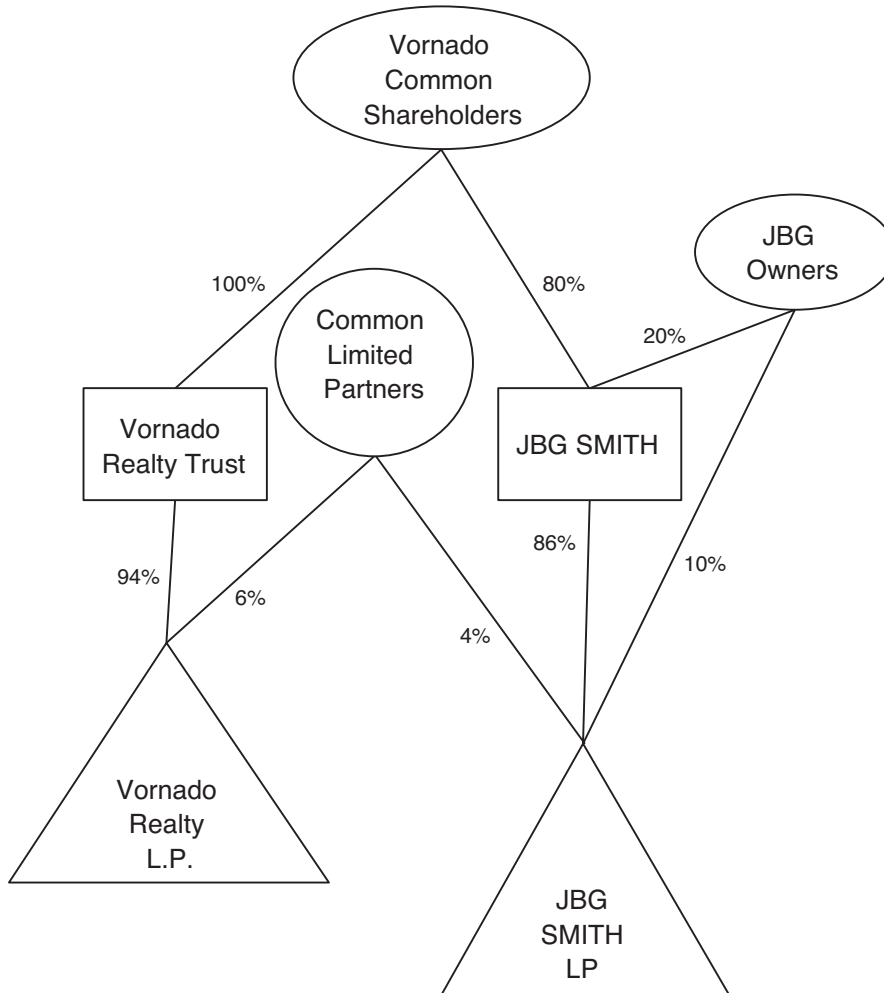 Vornado
Common
Shareholders
JBG
Owners
100%
80%
20%
Common
Limited
Partners
Vornado
Realty Trust
JBG SMITH
94%
6%
4%
86%
10%
Vornado
Realty
L.P.
JBG
SMITH
LP